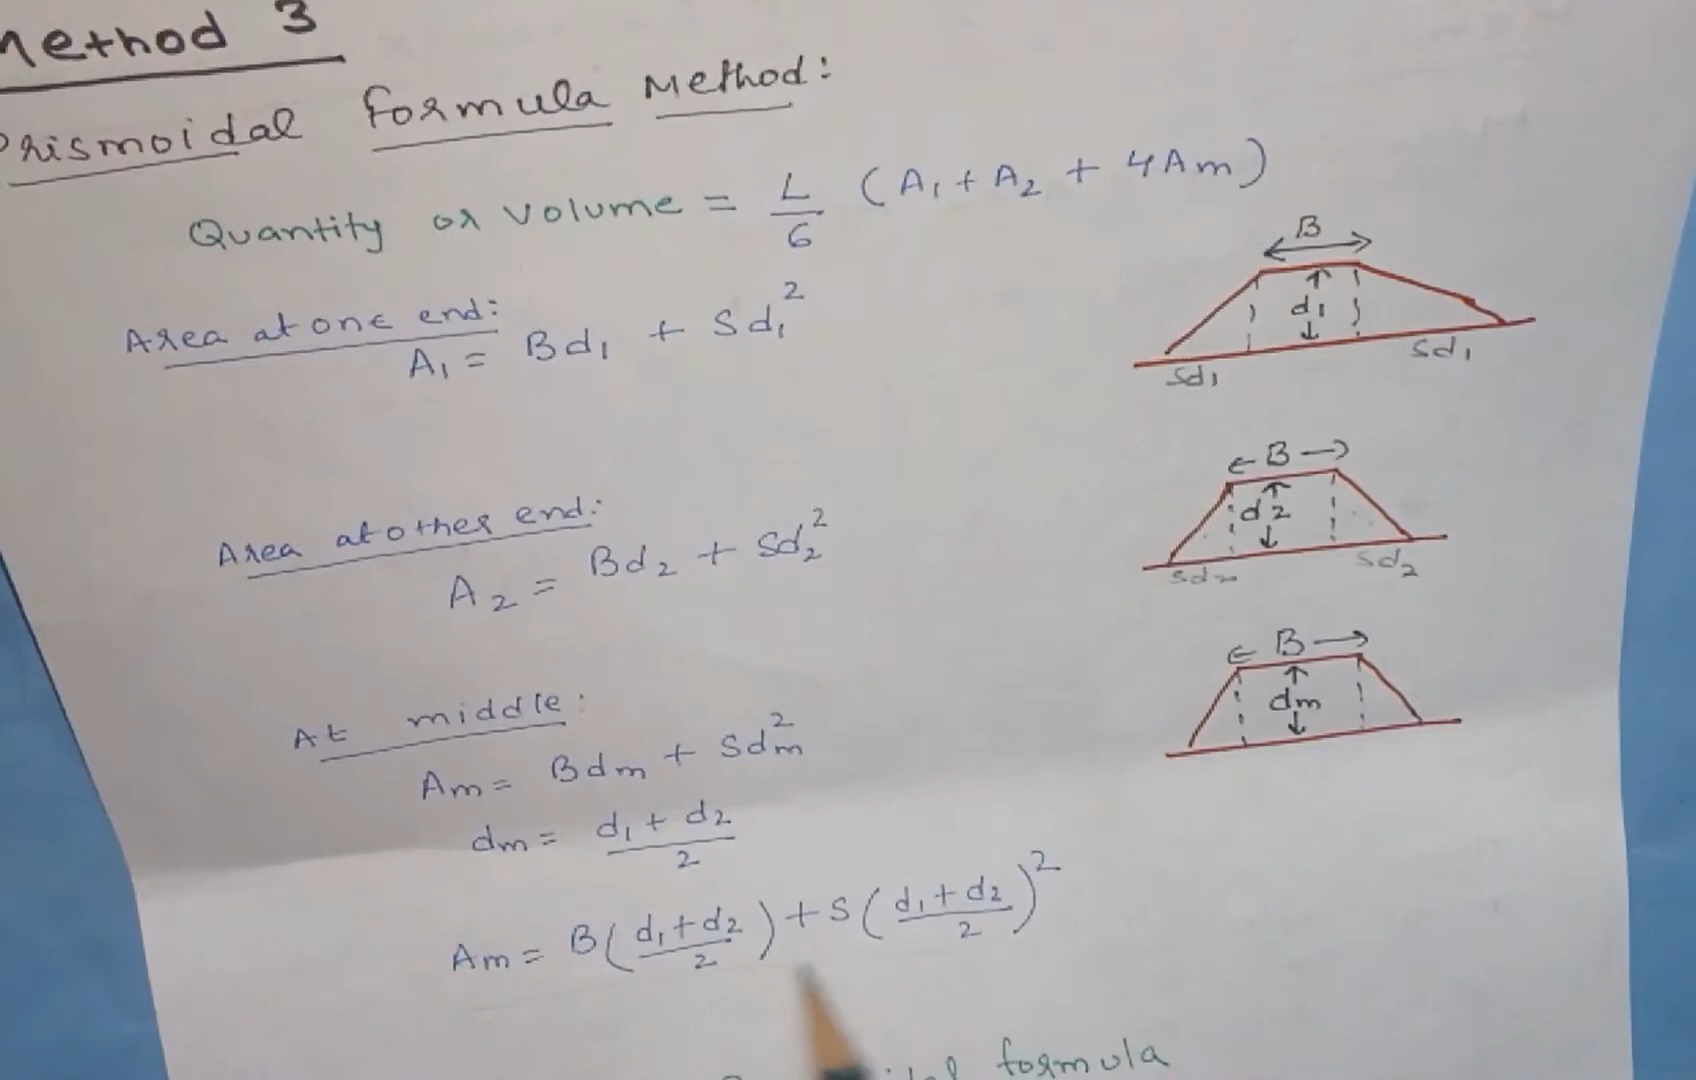 Method 3
Prismoidal Formula Method:
Quantity or Volume = L/6 (A₁ + A₂ + 4Am)
Area at one end:
A₁ = Bd₁ + Sd₁²
B
d₁
Sd₁
Sd₁
Area at other end:
A₂ = Bd₂ + Sd₂²
B
d₂
Sd₂
Sd₂
At middle:
Am = Bdm + Sdm²
dm = (d₁ + d₂)/2
B
dm
Am = B((d₁+d₂)/2) + S((d₁+d₂)/2)²
formula